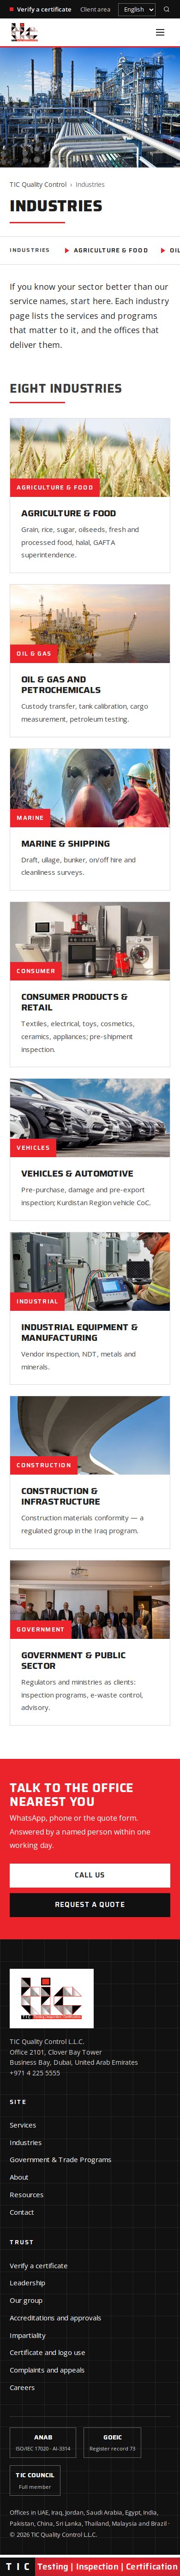 Verify a certificate Client area English
TIC
TIC Quality Control › Industries
INDUSTRIES
INDUSTRIES AGRICULTURE & FOOD OIL
If you know your sector better than our
service names, start here. Each industry
page lists the services and programs
that matter to it, and the offices that
deliver them.
EIGHT INDUSTRIES
AGRICULTURE & FOOD
AGRICULTURE & FOOD
Grain, rice, sugar, oilseeds, fresh and
processed food, halal, GAFTA
superintendence.
OIL & GAS
OIL & GAS AND
PETROCHEMICALS
Custody transfer, tank calibration, cargo
measurement, petroleum testing.
MARINE
MARINE & SHIPPING
Draft, ullage, bunker, on/off hire and
cleanliness surveys.
CONSUMER
CONSUMER PRODUCTS &
RETAIL
Textiles, electrical, toys, cosmetics,
ceramics, appliances; pre-shipment
inspection.
VEHICLES
VEHICLES & AUTOMOTIVE
Pre-purchase, damage and pre-export
inspection; Kurdistan Region vehicle CoC.
INDUSTRIAL
INDUSTRIAL EQUIPMENT &
MANUFACTURING
Vendor inspection, NDT, metals and
minerals.
CONSTRUCTION
CONSTRUCTION &
INFRASTRUCTURE
Construction materials conformity — a
regulated group in the Iraq program.
GOVERNMENT
GOVERNMENT & PUBLIC
SECTOR
Regulators and ministries as clients:
inspection programs, e-waste control,
advisory.
TALK TO THE OFFICE
NEAREST YOU
WhatsApp, phone or the quote form.
Answered by a named person within one
working day.
CALL US
REQUEST A QUOTE
TIC
TIC Quality Control L.L.C.
Office 2101, Clover Bay Tower
Business Bay, Dubai, United Arab Emirates
+971 4 225 5555
SITE
Services
Industries
Government & Trade Programs
About
Resources
Contact
TRUST
Verify a certificate
Leadership
Our group
Accreditations and approvals
Impartiality
Certificate and logo use
Complaints and appeals
Careers
ANAB
ISO/IEC 17020 · AI-3314
GOEIC
Register record 73
TIC COUNCIL
Full member
Offices in UAE, Iraq, Jordan, Saudi Arabia, Egypt, India,
Pakistan, China, Sri Lanka, Thailand, Malaysia and Brazil ·
© 2026 TIC Quality Control L.L.C.
TIC Testing | Inspection | Certification